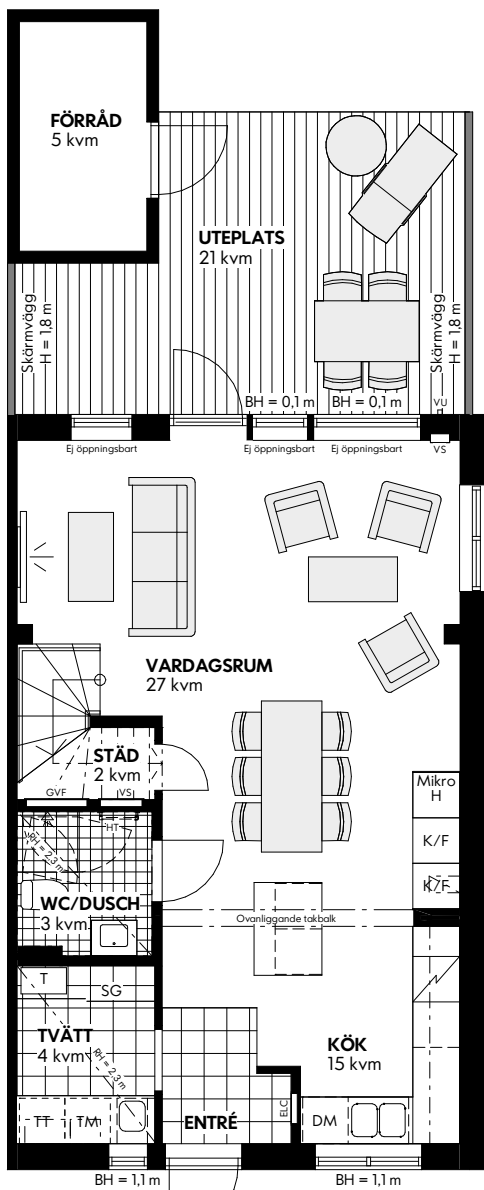 FÖRRÅD
5 kvm
UTEPLATS
21 kvm
Skärmvägg
H = 1,8 m
Skärmvägg
H = 1,8 m
BH = 0,1 m
BH = 0,1 m
VU
VS
Ej öppningsbart
Ej öppningsbart
Ej öppningsbart
VARDAGSRUM
27 kvm
STÄD
2 kvm
GVF
VS
HT
Mikro
H
K/F
K/F
RH = 2,3 m
WC/DUSCH
3 kvm
Ovanliggande takbalk
T
SG
TVÄTT
4 kvm
RH = 2,3 m
KÖK
15 kvm
TT
TM
ENTRÉ
ELC
DM
BH = 1,1 m
BH = 1,1 m